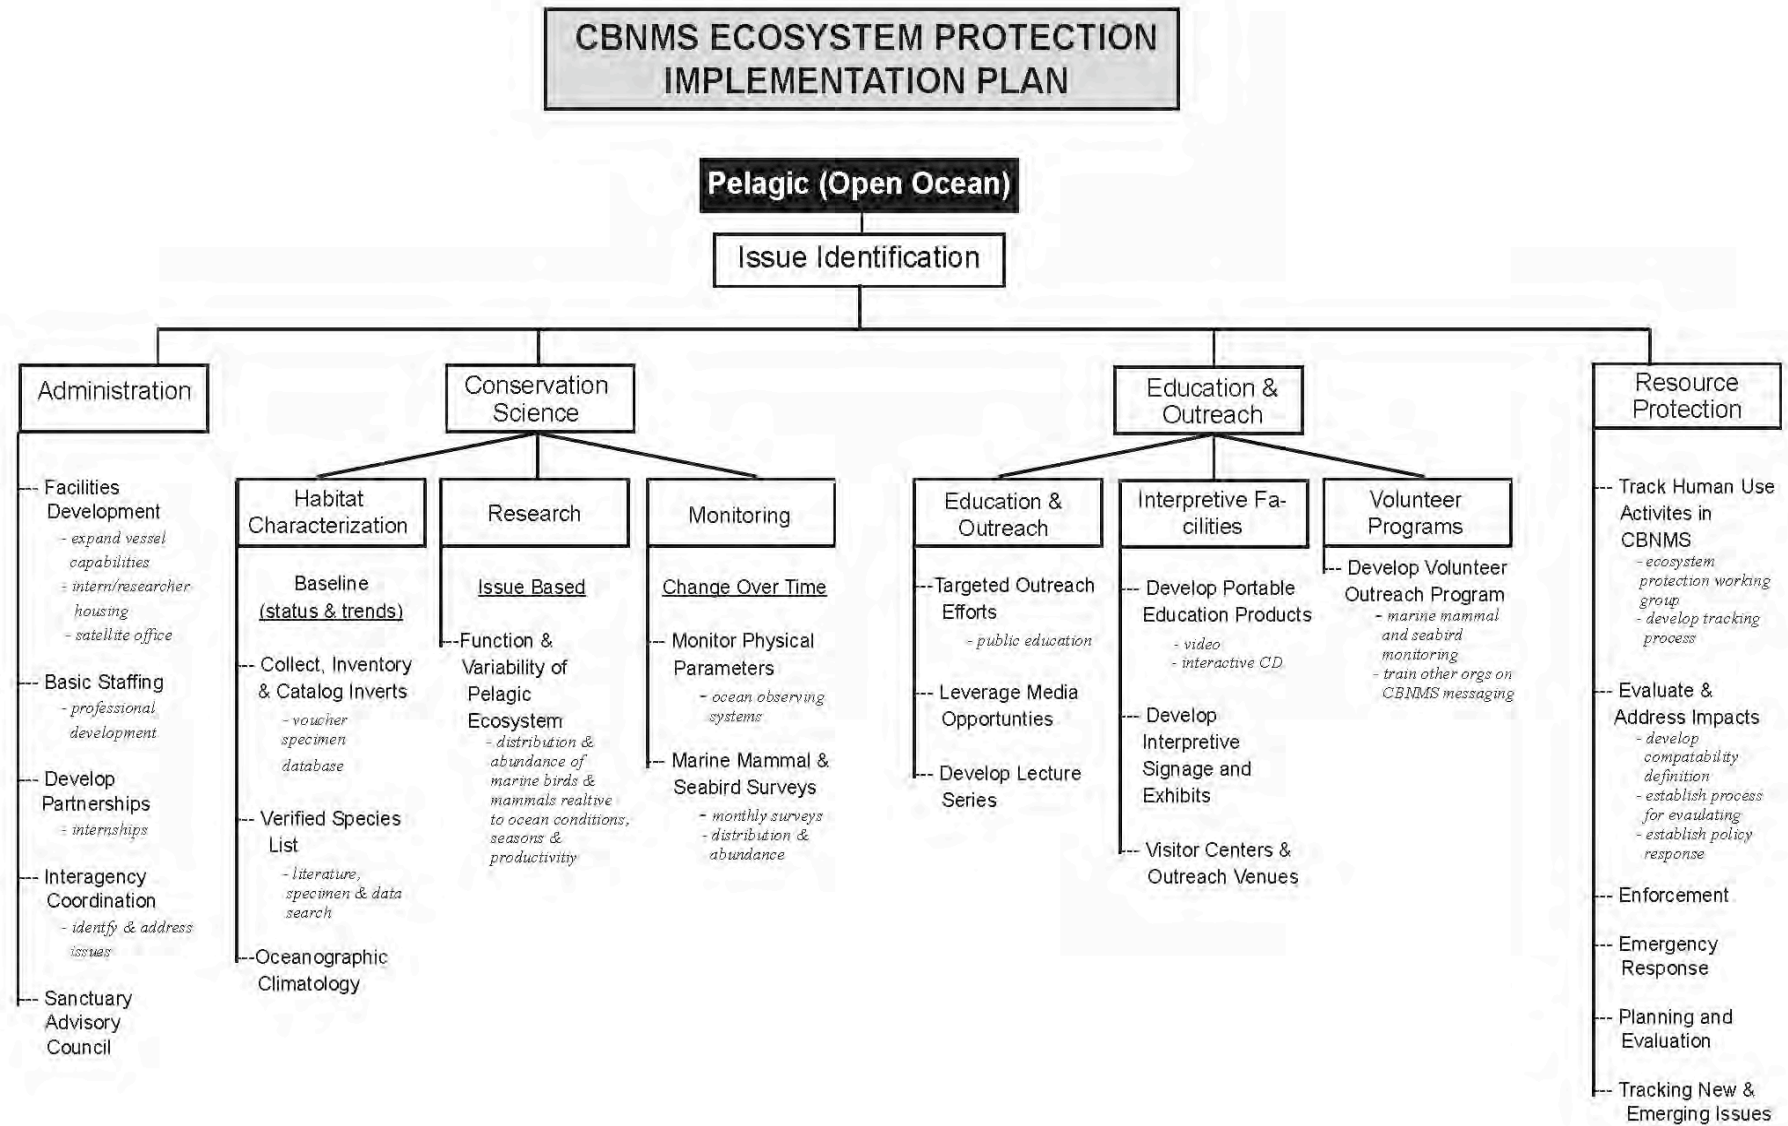 CBNMS ECOSYSTEM PROTECTION
IMPLEMENTATION PLAN
Pelagic (Open Ocean)
Issue Identification
Administration
--- Facilities
Development
- expand vessel
capabilities
- intern/researcher
housing
- satellite office
--- Basic Staffing
- professional
development
--- Develop
Partnerships
- internships
--- Interagency
Coordination
- identfy & address
issues
--- Sanctuary
Advisory
Council
Conservation
Science
Habitat
Characterization
Baseline
(status & trends)
--- Collect, Inventory
& Catalog Inverts
- voucher
specimen
database
--- Verified Species
List
- literature,
specimen & data
search
---Oceanographic
Climatology
Research
Issue Based
---Function &
Variability of
Pelagic
Ecosystem
- distribution &
abundance of
marine birds &
mammals realtive
to ocean conditions,
seasons &
productivitiy
Monitoring
Change Over Time
--- Monitor Physical
Parameters
- ocean observing
systems
--- Marine Mammal &
Seabird Surveys
- monthly surveys
- distribution &
abundance
Education &
Outreach
Education &
Outreach
---Targeted Outreach
Efforts
- public education
---Leverage Media
Opportunties
--- Develop Lecture
Series
Interpretive Fa-
cilities
--- Develop Portable
Education Products
- video
- interactive CD
--- Develop
Interpretive
Signage and
Exhibits
--- Visitor Centers &
Outreach Venues
Volunteer
Programs
--- Develop Volunteer
Outreach Program
- marine mammal
and seabird
monitoring
- train other orgs on
CBNMS messaging
Resource
Protection
--- Track Human Use
Activites in
CBNMS
- ecosystem
protection working
group
- develop tracking
process
--- Evaluate &
Address Impacts
- develop
compatability
definition
- establish process
for evaulating
- establish policy
response
--- Enforcement
--- Emergency
Response
--- Planning and
Evaluation
--- Tracking New &
Emerging Issues